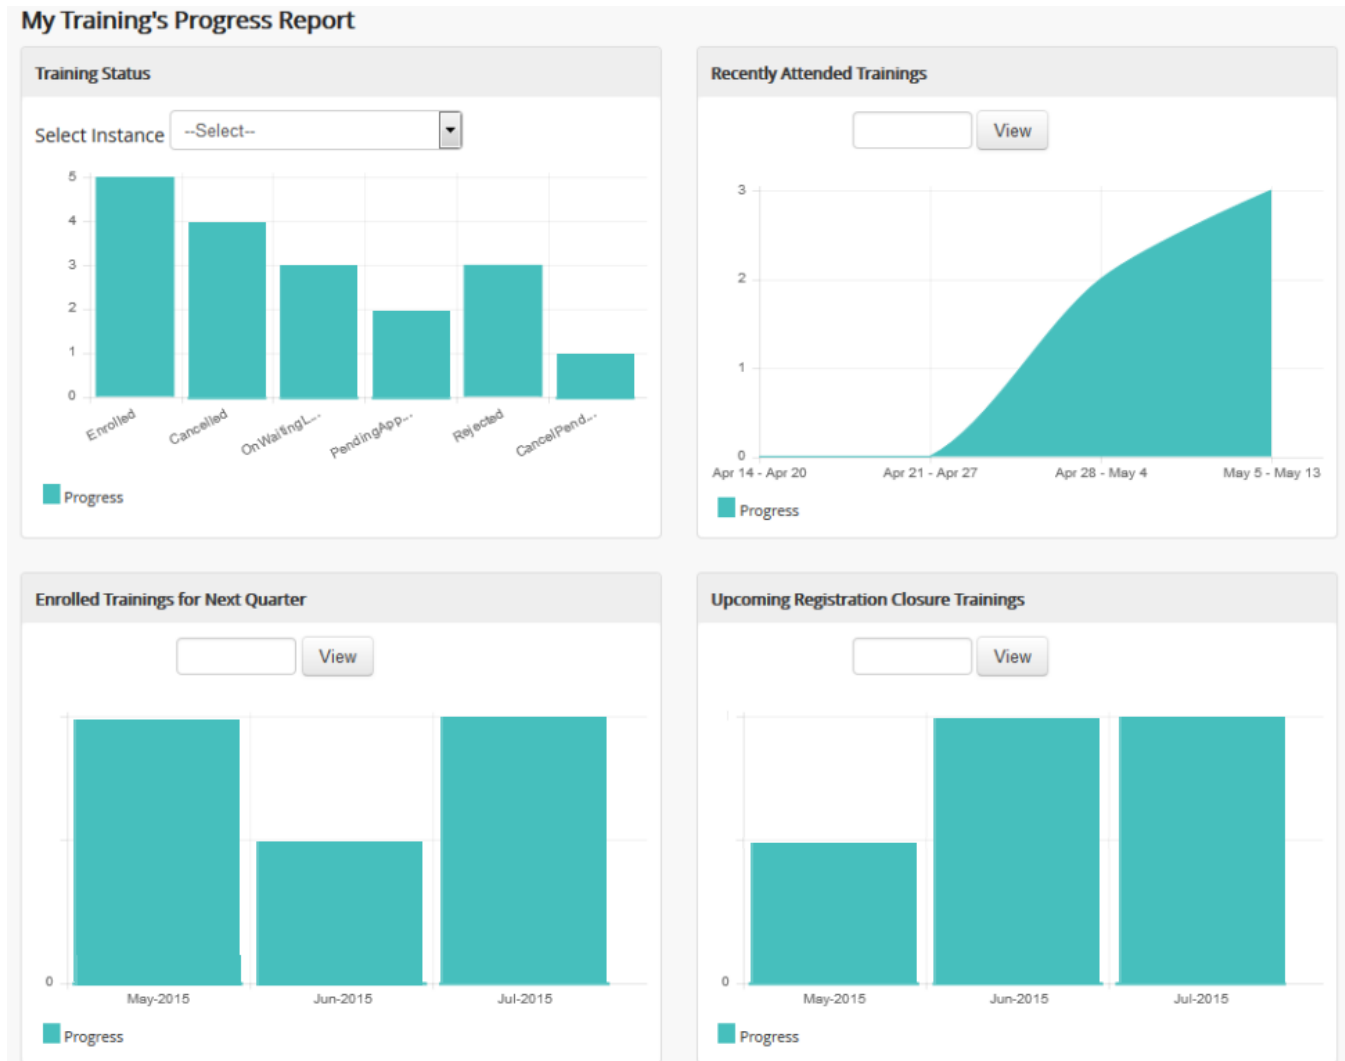 My Training's Progress Report
Training Status
Select Instance --Select--
5
4
3
2
1
0
Enrolled Cancelled OnWaitingL... PendingApp... Rejected CancelPend...
Progress
Recently Attended Trainings
View
3
2
1
0
Apr 14 - Apr 20 Apr 21 - Apr 27 Apr 28 - May 4 May 5 - May 13
Progress
Enrolled Trainings for Next Quarter
View
0
May-2015 Jun-2015 Jul-2015
Progress
Upcoming Registration Closure Trainings
View
0
May-2015 Jun-2015 Jul-2015
Progress